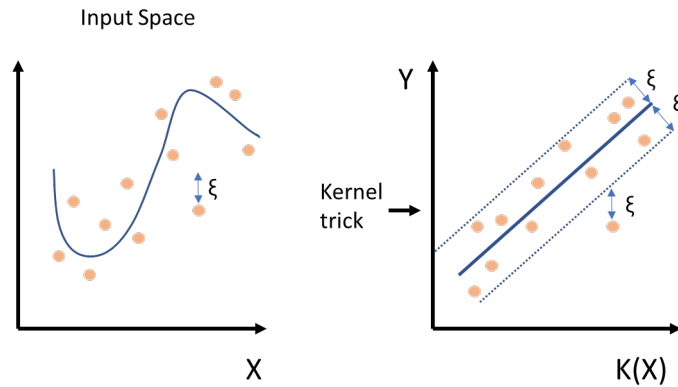 Input Space
X
ξ
Kernel
trick
Y
ξ
ξ
ξ
K(X)